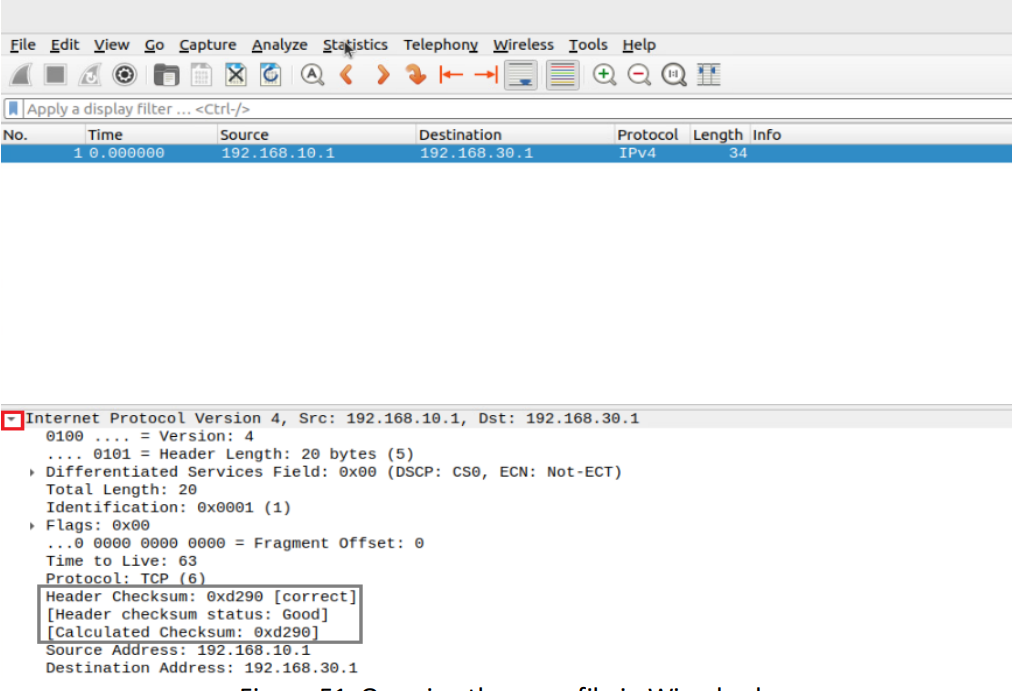 File Edit View Go Capture Analyze Statistics Telephony Wireless Tools Help
Apply a display filter … <Ctrl-/>
No. Time Source Destination Protocol Length Info
1 0.000000 192.168.10.1 192.168.30.1 IPv4 34
Internet Protocol Version 4, Src: 192.168.10.1, Dst: 192.168.30.1
0100 .... = Version: 4
.... 0101 = Header Length: 20 bytes (5)
Differentiated Services Field: 0x00 (DSCP: CS0, ECN: Not-ECT)
Total Length: 20
Identification: 0x0001 (1)
Flags: 0x00
...0 0000 0000 0000 = Fragment Offset: 0
Time to Live: 63
Protocol: TCP (6)
Header Checksum: 0xd290 [correct]
[Header checksum status: Good]
[Calculated Checksum: 0xd290]
Source Address: 192.168.10.1
Destination Address: 192.168.30.1